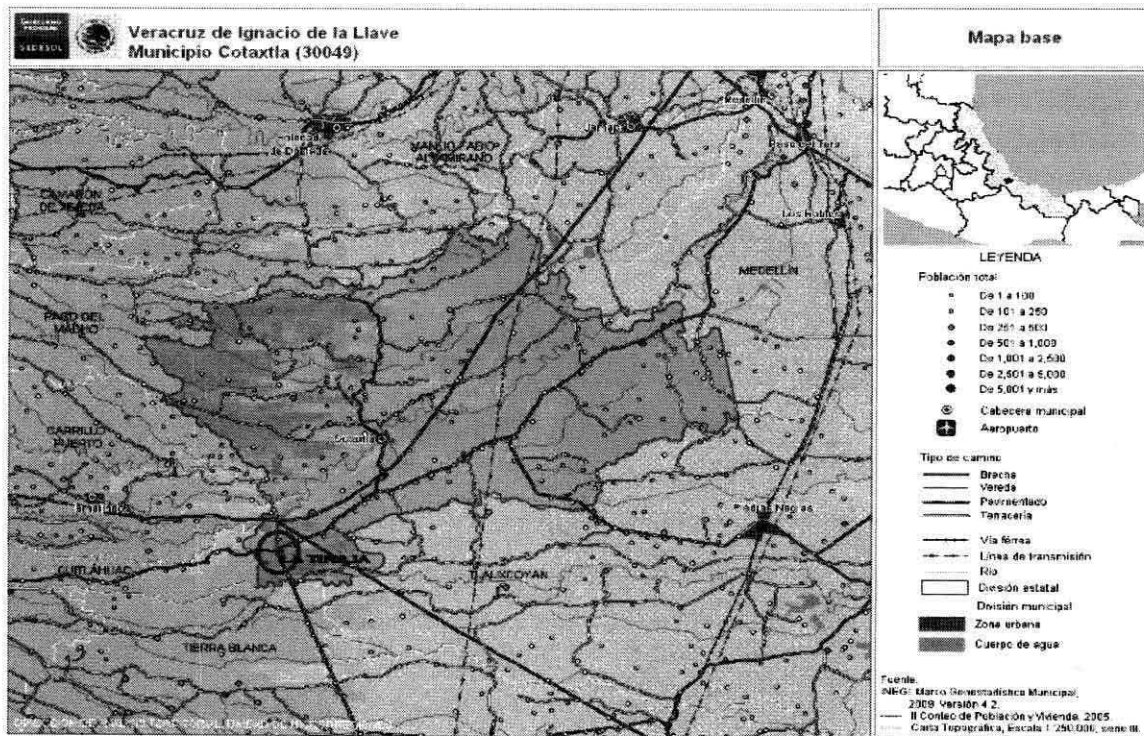 SEDESOL
Veracruz de Ignacio de la Llave
Municipio Cotaxtla (30049)
Mapa base
MANLIO FABIO
ALTAMIRANO
Jamapa
Medellín
Los Robles
CAMARON
DE TEJEDA
MEDELLÍN
PASO DEL
MACHO
CARRILLO
PUERTO
Cotaxtla
Piedras Negras
CUITLAHUAC
TLALIXCOYAN
TIERRA BLANCA
LEYENDA
Población total
De 1 a 100
De 101 a 250
De 251 a 500
De 501 a 1,000
De 1,001 a 2,500
De 2,501 a 5,000
De 5,001 y más
Cabecera municipal
Aeropuerto
Tipo de camino
Brecha
Vereda
Pavimentado
Terracería
Vía férrea
Línea de transmisión
Río
División estatal
División municipal
Zona urbana
Cuerpo de agua
Fuente:
INEGI. Marco Geoestadístico Municipal,
2009. Versión 4.2.
II Conteo de Población y Vivienda, 2005.
Carta Topográfica, Escala 1:250,000, serie III.